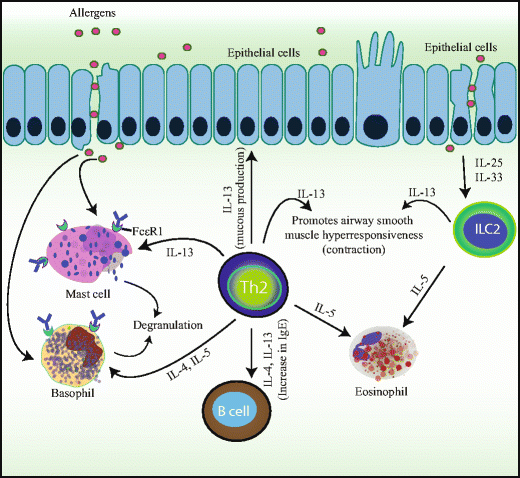 Allergens
Epithelial cells
Epithelial cells
IL-25
IL-33
IL-13
(mucous production)
IL-13
IL-13
Promotes airway smooth
muscle hyperresponsiveness
(contraction)
ILC2
FcεR1
IL-13
Mast cell
Th2
IL-5
IL-5
Degranulation
IL-4, IL-5
IL-4, IL-13
(Increase in IgE)
Basophil
Eosinophil
B cell